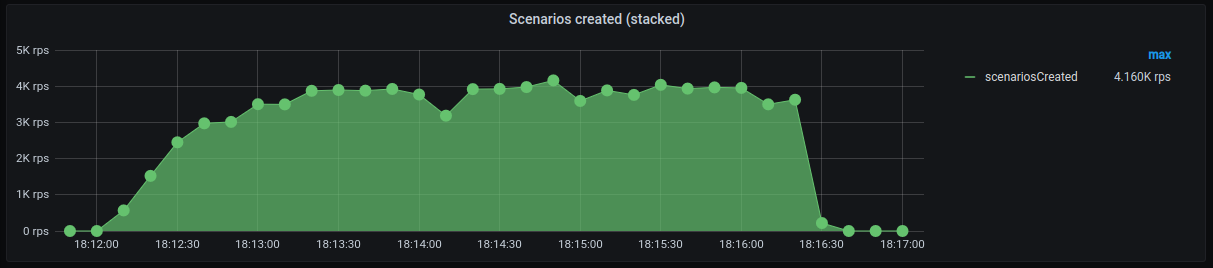 Scenarios created (stacked)
5K rps
4K rps
3K rps
2K rps
1K rps
0 rps
18:12:00 18:12:30 18:13:00 18:13:30 18:14:00 18:14:30 18:15:00 18:15:30 18:16:00 18:16:30 18:17:00
max
scenariosCreated 4.160K rps